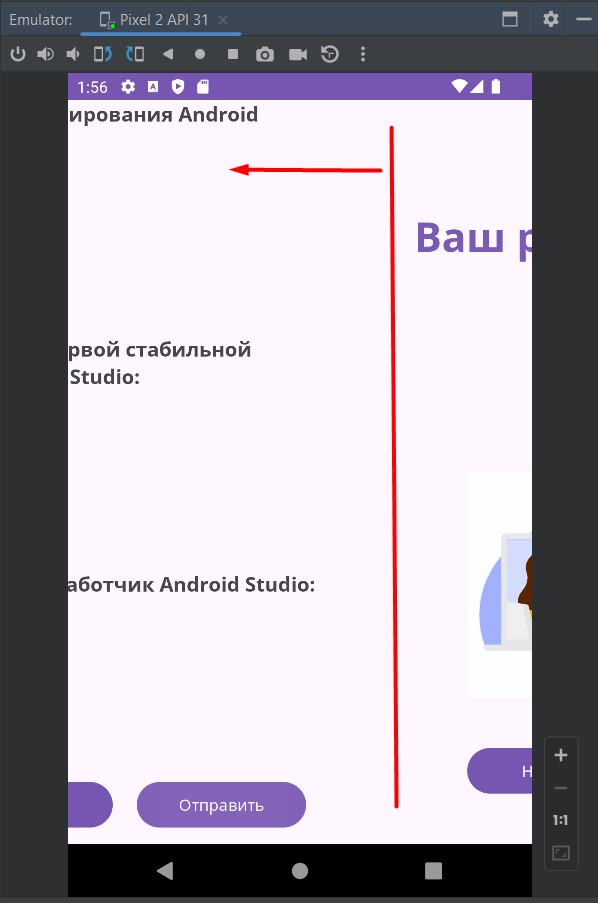 Emulator: Pixel 2 API 31
1:56
ирования Android
Ваш р
рвой стабильной
Studio:
аботчик Android Studio:
Н
Отправить
1:1